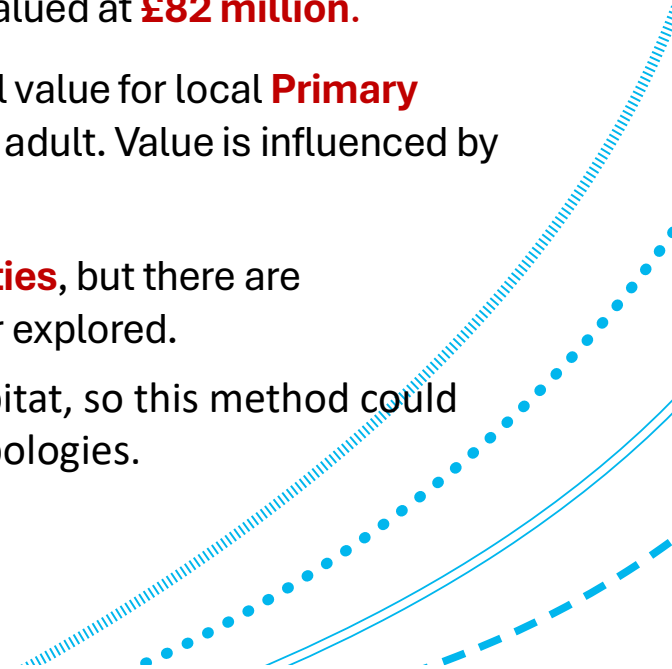 alued at £82 million.
l value for local Primary
adult. Value is influenced by
ties, but there are
r explored.
itat, so this method could
ologies.